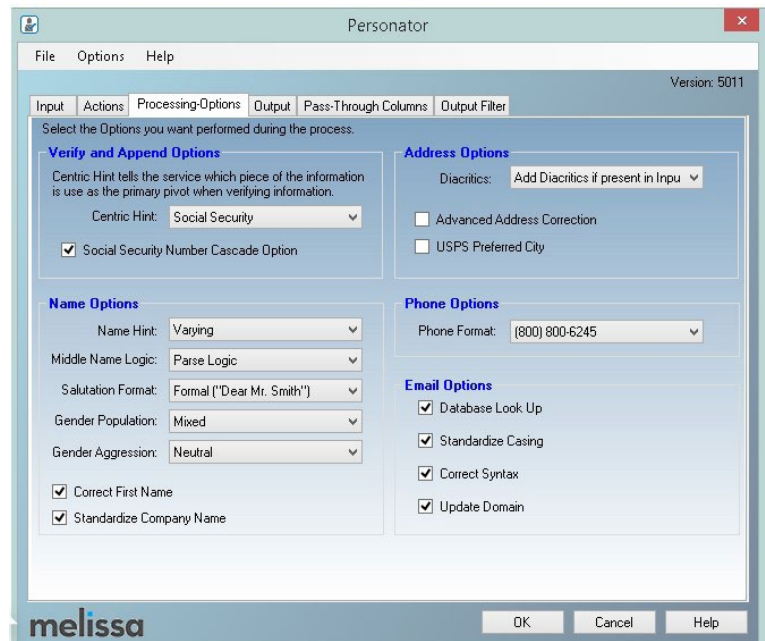 Personator
File Options Help
Version: 5011
Input Actions Processing-Options Output Pass-Through Columns Output Filter
Select the Options you want performed during the process.
Verify and Append Options
Centric Hint tells the service which piece of the information
is use as the primary pivot when verifying information.
Centric Hint: Social Security
Social Security Number Cascade Option
Address Options
Diacritics: Add Diacritics if present in Inpu
Advanced Address Correction
USPS Preferred City
Name Options
Name Hint: Varying
Middle Name Logic: Parse Logic
Salutation Format: Formal ("Dear Mr. Smith")
Gender Population: Mixed
Gender Aggression: Neutral
Correct First Name
Standardize Company Name
Phone Options
Phone Format: (800) 800-6245
Email Options
Database Look Up
Standardize Casing
Correct Syntax
Update Domain
melissa
OK Cancel Help